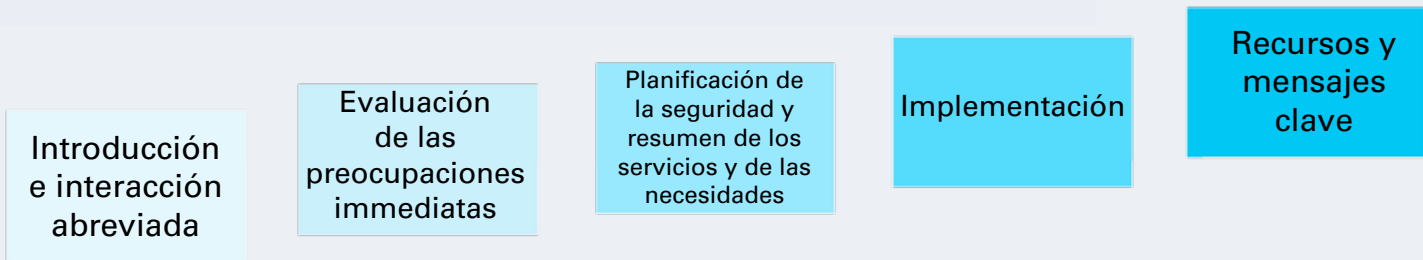 Introducción
e interacción
abreviada
Evaluación
de las
preocupaciones
immediatas
Planificación de
la seguridad y
resumen de los
servicios y de las
necesidades
Implementación
Recursos y
mensajes
clave